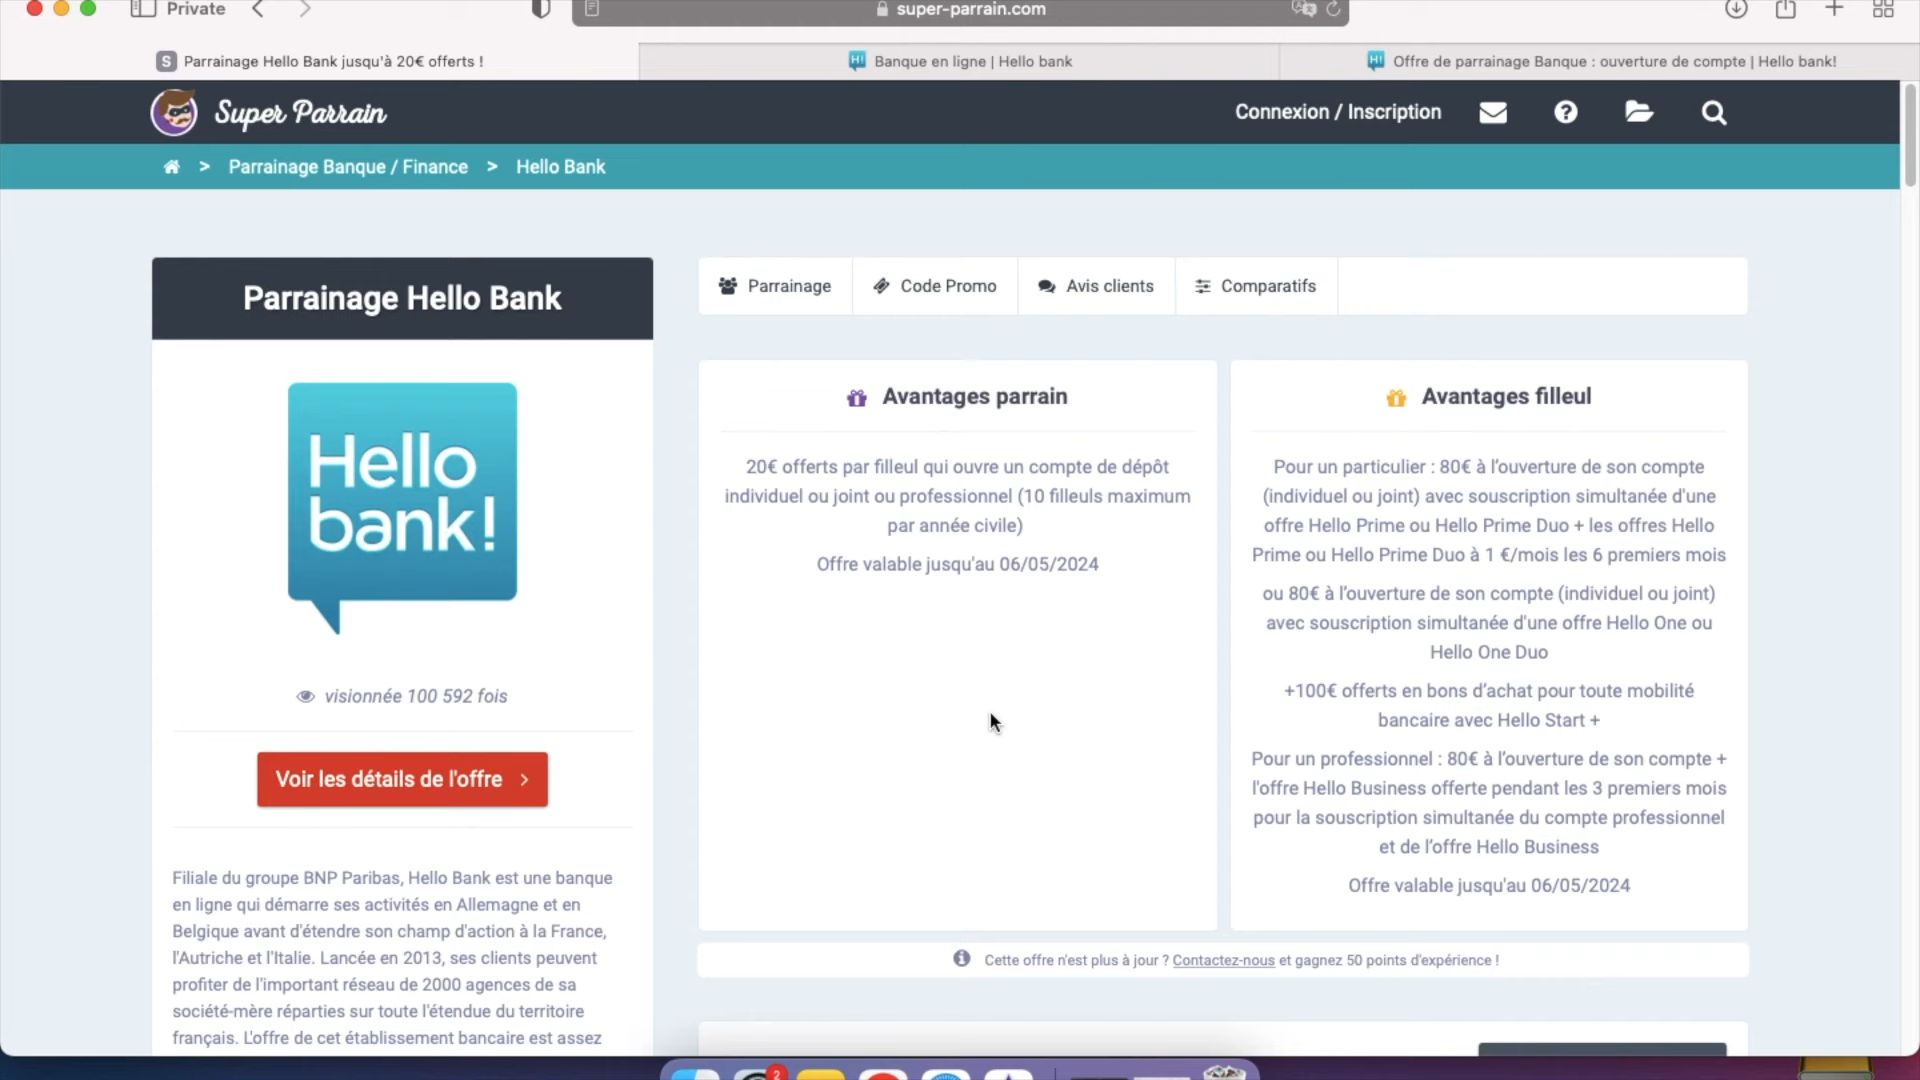 Private
super-parrain.com
S Parrainage Hello Bank jusqu'à 20€ offerts !
H! Banque en ligne | Hello bank
H! Offre de parrainage Banque : ouverture de compte | Hello bank!
Super Parrain
Connexion / Inscription
> Parrainage Banque / Finance > Hello Bank
Parrainage Hello Bank
Hello
bank!
visionnée 100 592 fois
Voir les détails de l'offre >
Filiale du groupe BNP Paribas, Hello Bank est une banque
en ligne qui démarre ses activités en Allemagne et en
Belgique avant d'étendre son champ d'action à la France,
l'Autriche et l'Italie. Lancée en 2013, ses clients peuvent
profiter de l'important réseau de 2000 agences de sa
société-mère réparties sur toute l'étendue du territoire
français. L'offre de cet établissement bancaire est assez
Parrainage
Code Promo
Avis clients
Comparatifs
Avantages parrain
20€ offerts par filleul qui ouvre un compte de dépôt
individuel ou joint ou professionnel (10 filleuls maximum
par année civile)
Offre valable jusqu'au 06/05/2024
Avantages filleul
Pour un particulier : 80€ à l’ouverture de son compte
(individuel ou joint) avec souscription simultanée d'une
offre Hello Prime ou Hello Prime Duo + les offres Hello
Prime ou Hello Prime Duo à 1 €/mois les 6 premiers mois
ou 80€ à l’ouverture de son compte (individuel ou joint)
avec souscription simultanée d'une offre Hello One ou
Hello One Duo
+100€ offerts en bons d’achat pour toute mobilité
bancaire avec Hello Start +
Pour un professionnel : 80€ à l’ouverture de son compte +
l'offre Hello Business offerte pendant les 3 premiers mois
pour la souscription simultanée du compte professionnel
et de l’offre Hello Business
Offre valable jusqu'au 06/05/2024
Cette offre n'est plus à jour ? Contactez-nous et gagnez 50 points d'expérience !
2